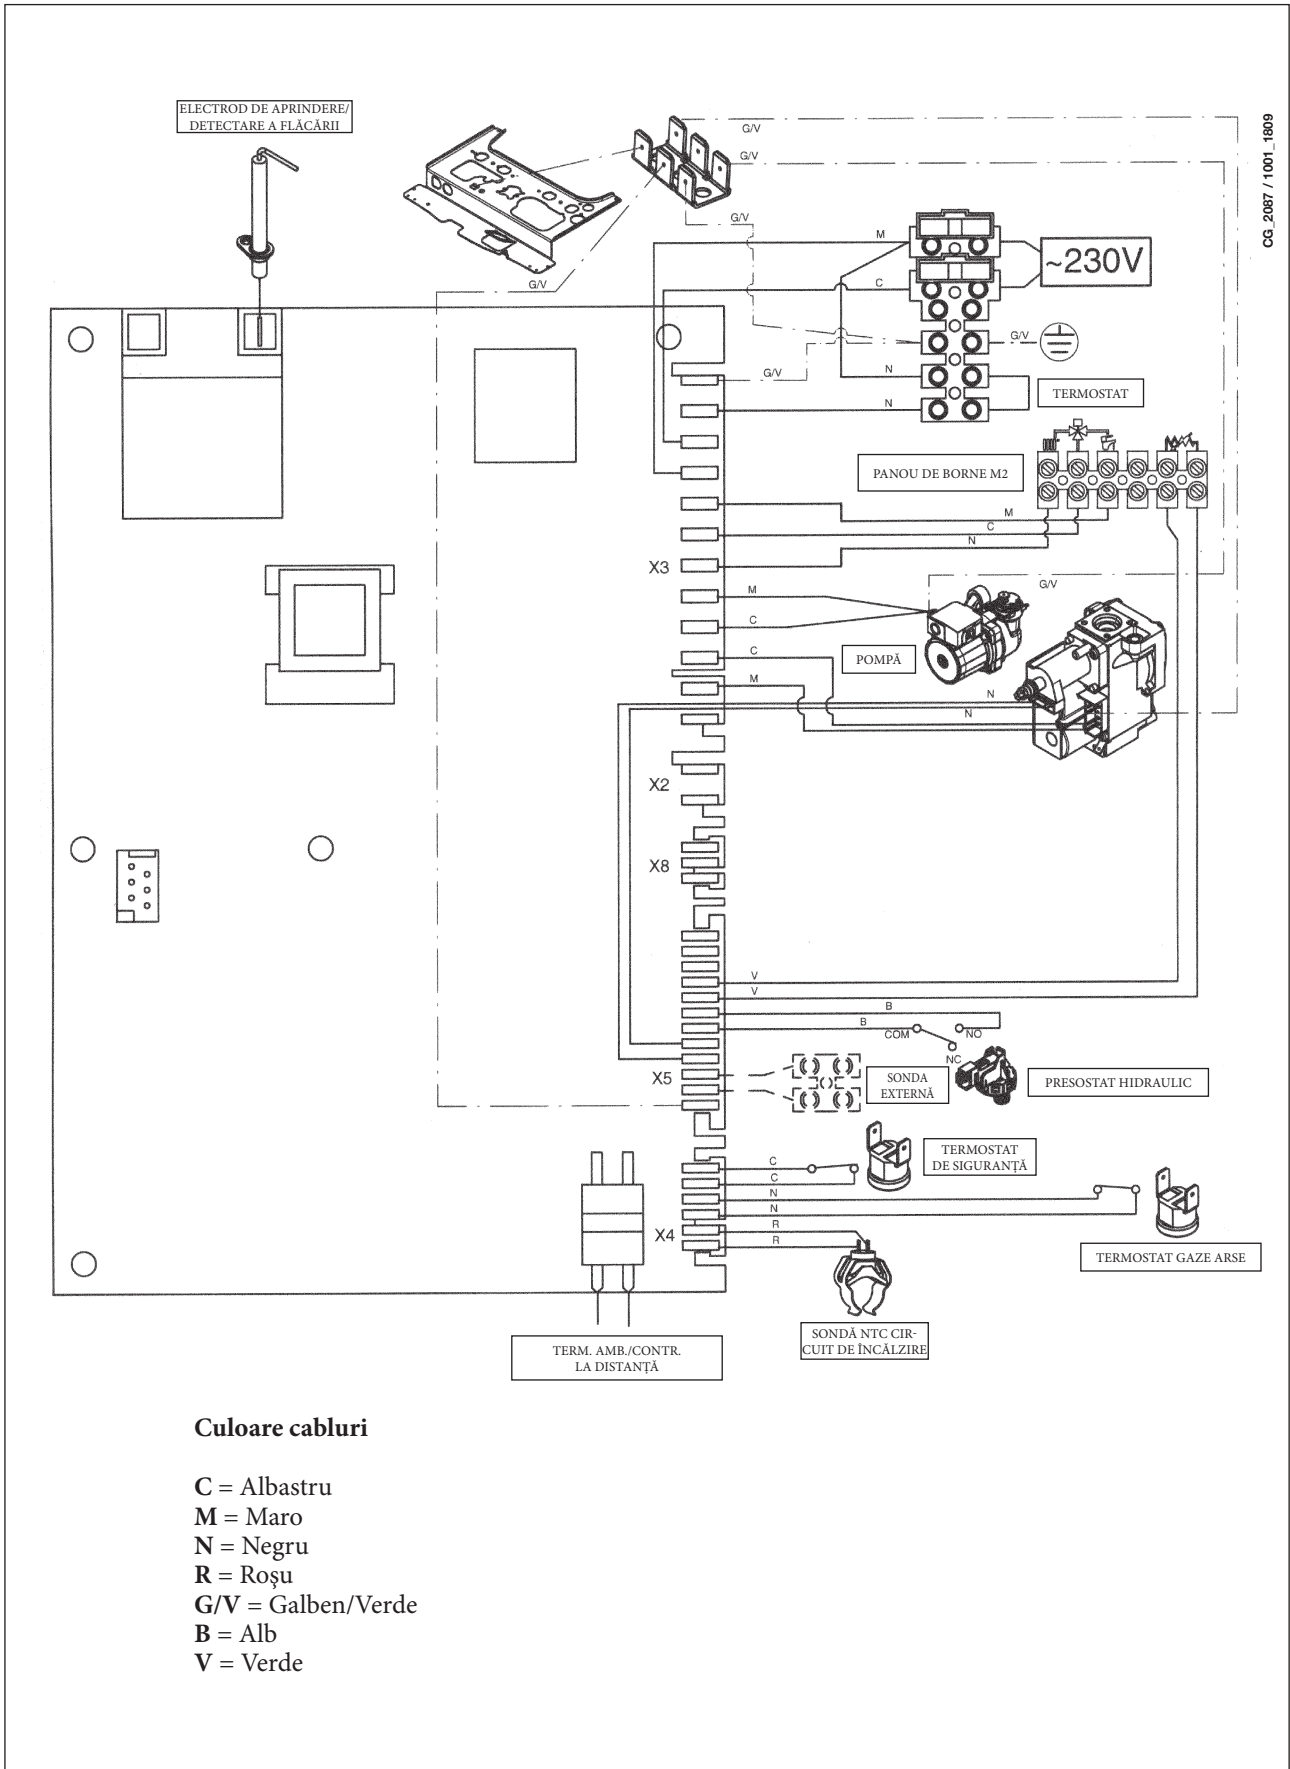 ELECTROD DE APRINDERE/
DETECTARE A FLĂCĂRII
G/V
G/V
G/V
G/V
CG_2087 / 1001_1809
M
~230V
C
G/V
G/V
N
N
TERMOSTAT
PANOU DE BORNE M2
M
C
N
X3
G/V
M
C
POMPĂ
C
M
N
N
X2
X8
V
V
B
B
COM
NO
NC
X5
SONDA
EXTERNĂ
PRESOSTAT HIDRAULIC
TERMOSTAT
DE SIGURANȚĂ
C
C
N
N
R
R
X4
TERMOSTAT GAZE ARSE
SONDĂ NTC CIR-
CUIT DE ÎNCĂLZIRE
TERM. AMB./CONTR.
LA DISTANȚĂ
Culoare cabluri
C = Albastru
M = Maro
N = Negru
R = Roşu
G/V = Galben/Verde
B = Alb
V = Verde